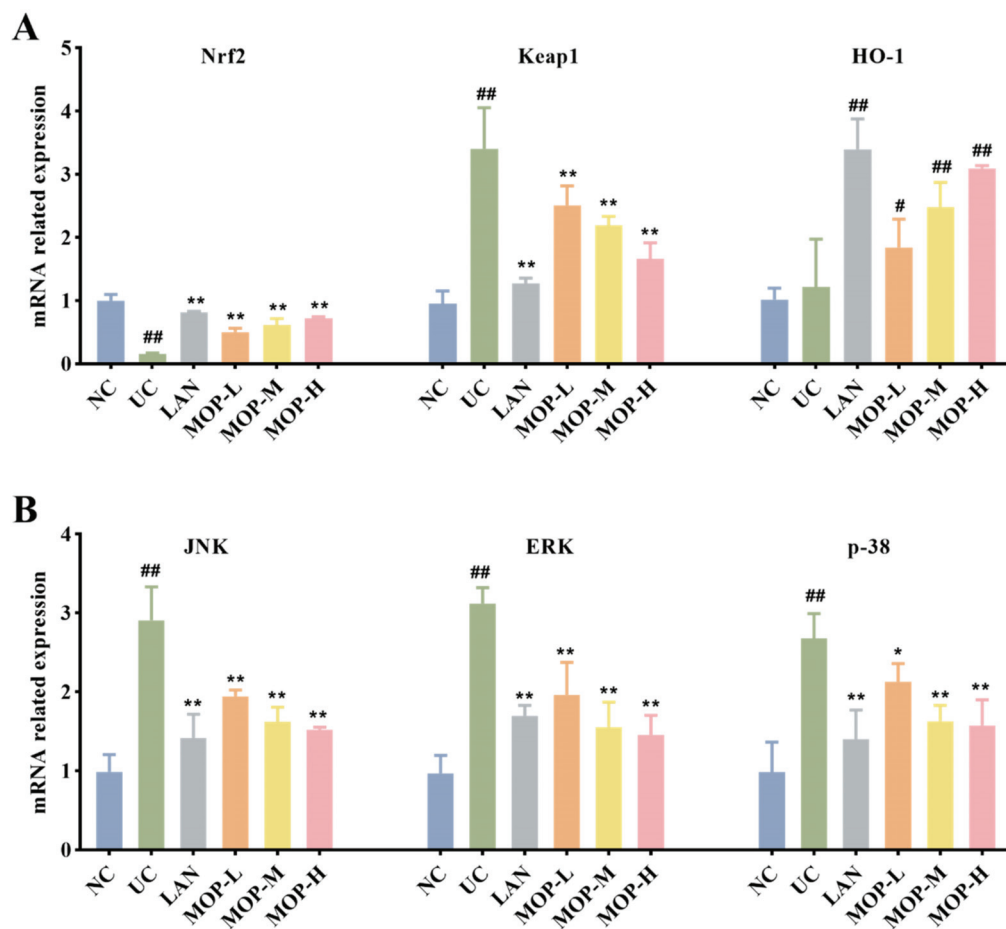 A
Nrf2 Keap1 HO-1
mRNA related expression
5
4
3
2
1
0
## ** ** ** **
## ** ** ** **
## # ## ##
NC UC LAN MOP-L MOP-M MOP-H
NC UC LAN MOP-L MOP-M MOP-H
NC UC LAN MOP-L MOP-M MOP-H
B
JNK ERK p-38
mRNA related expression
4
3
2
1
0
## ** ** ** **
## ** ** ** **
## ** * ** **
NC UC LAN MOP-L MOP-M MOP-H
NC UC LAN MOP-L MOP-M MOP-H
NC UC LAN MOP-L MOP-M MOP-H